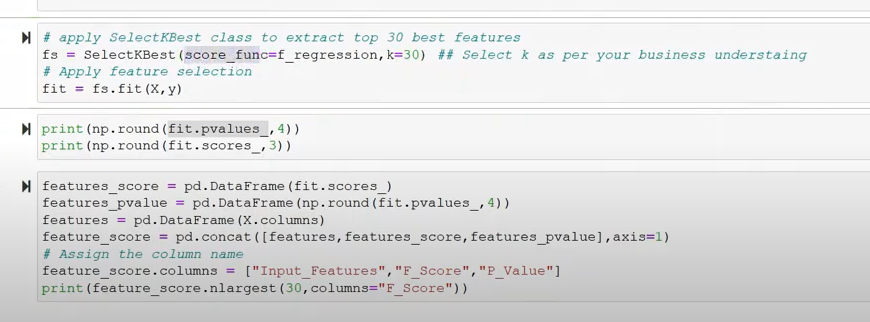 # apply SelectKBest class to extract top 30 best features
fs = SelectKBest(score_func=f_regression,k=30) ## Select k as per your business understaing
# Apply feature selection
fit = fs.fit(X,y)
print(np.round(fit.pvalues_,4))
print(np.round(fit.scores_,3))
features_score = pd.DataFrame(fit.scores_)
features_pvalue = pd.DataFrame(np.round(fit.pvalues_,4))
features = pd.DataFrame(X.columns)
feature_score = pd.concat([features,features_score,features_pvalue],axis=1)
# Assign the column name
feature_score.columns = ["Input_Features","F_Score","P_Value"]
print(feature_score.nlargest(30,columns="F_Score"))